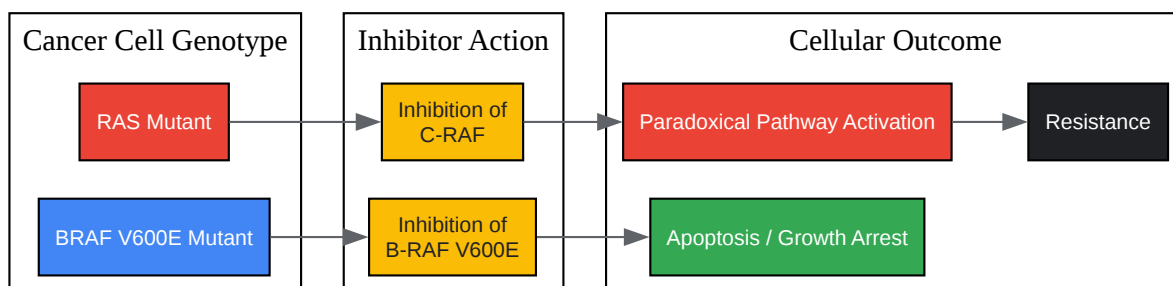 Cancer Cell Genotype
Inhibitor Action
Cellular Outcome
RAS Mutant
Inhibition of
C-RAF
Paradoxical Pathway Activation
Resistance
BRAF V600E Mutant
Inhibition of
B-RAF V600E
Apoptosis / Growth Arrest